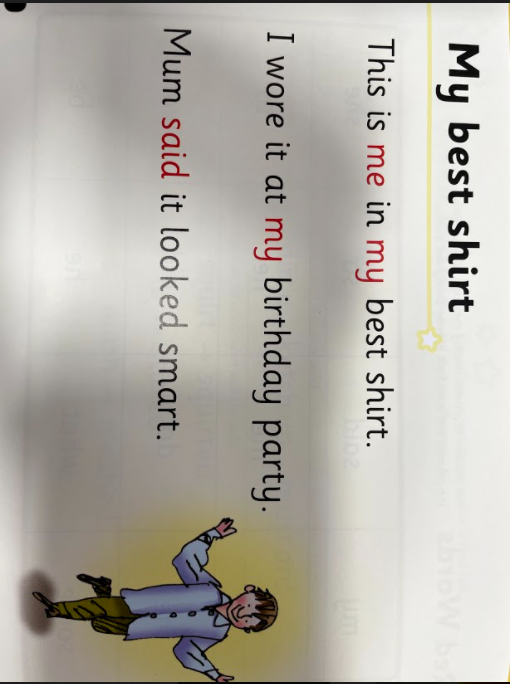 My best shirt
This is me in my best shirt.
I wore it at my birthday party.
Mum said it looked smart.